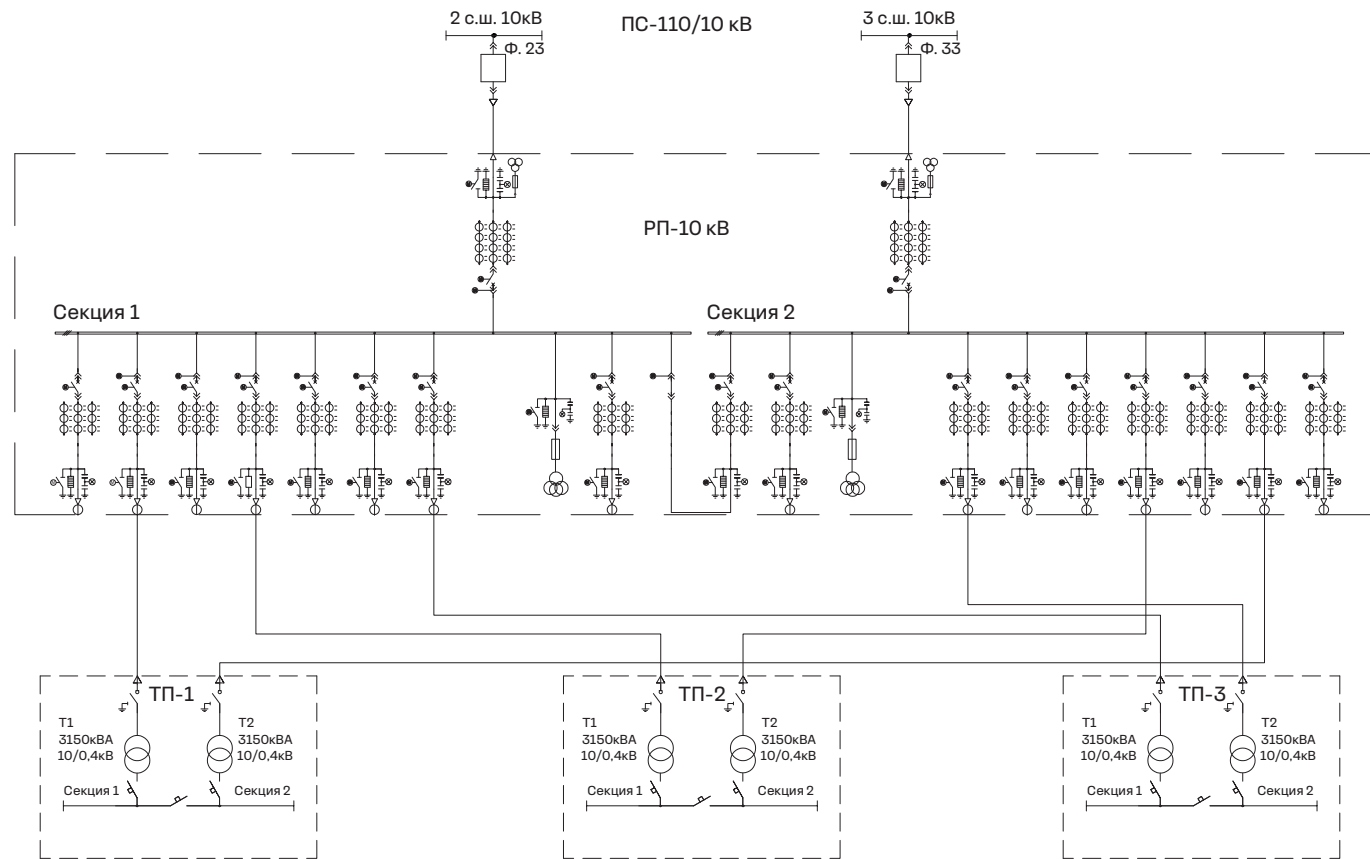 2 с.ш. 10кВ
ПС-110/10 кВ
3 с.ш. 10кВ
Ф. 23
Ф. 33
РП-10 кВ
Секция 1
Секция 2
ТП-1
Т1
3150кВА
10/0,4кВ
Т2
3150кВА
10/0,4кВ
Секция 1
Секция 2
ТП-2
Т1
3150кВА
10/0,4кВ
Т2
3150кВА
10/0,4кВ
Секция 1
Секция 2
ТП-3
Т1
3150кВА
10/0,4кВ
Т2
3150кВА
10/0,4кВ
Секция 1
Секция 2